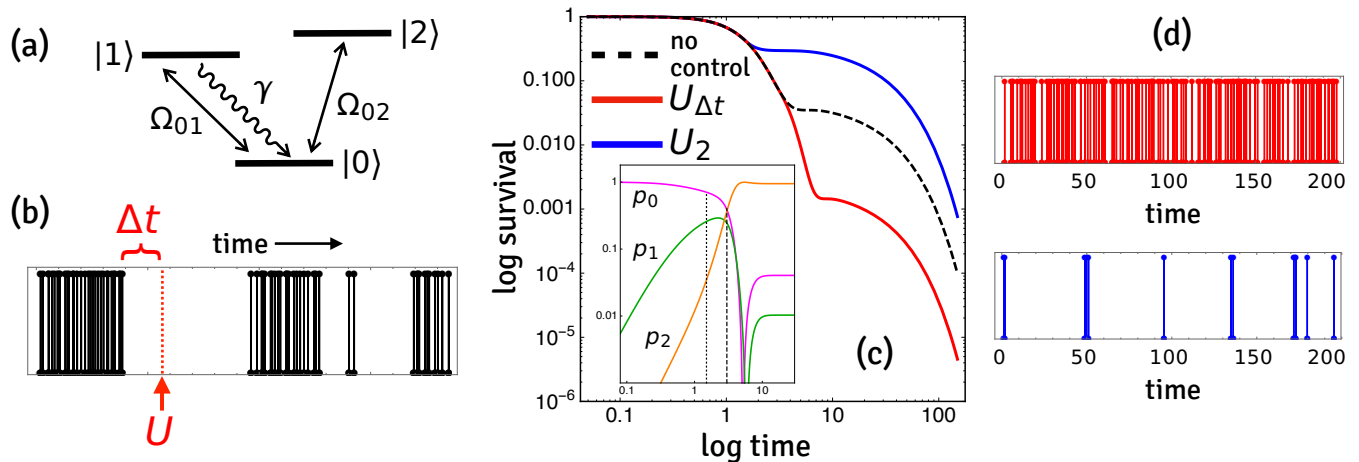 (a)
|1⟩
|2⟩
γ
Ω01
Ω02
|0⟩
(b)
Δt
time
U
log survival
1
0.100
0.010
0.001
10⁻⁴
10⁻⁵
10⁻⁶
no
control
UΔt
U2
1
0.1
0.01
p0
p1
p2
0.1
1
10
(c)
0.1
1
10
100
log time
(d)
0 50 100 150 200
time
0 50 100 150 200
time